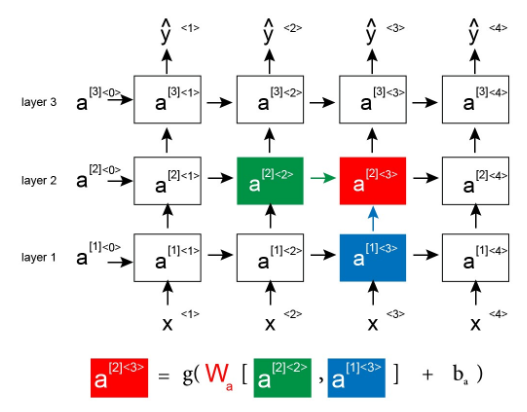 ŷ<1> ŷ<2> ŷ<3> ŷ<4>
layer 3 a[3]<0> a[3]<1> a[3]<2> a[3]<3> a[3]<4>
layer 2 a[2]<0> a[2]<1> a[2]<2> a[2]<3> a[2]<4>
layer 1 a[1]<0> a[1]<1> a[1]<2> a[1]<3> a[1]<4>
x<1> x<2> x<3> x<4>
a[2]<3> = g( Wa [ a[2]<2> , a[1]<3> ] + ba )